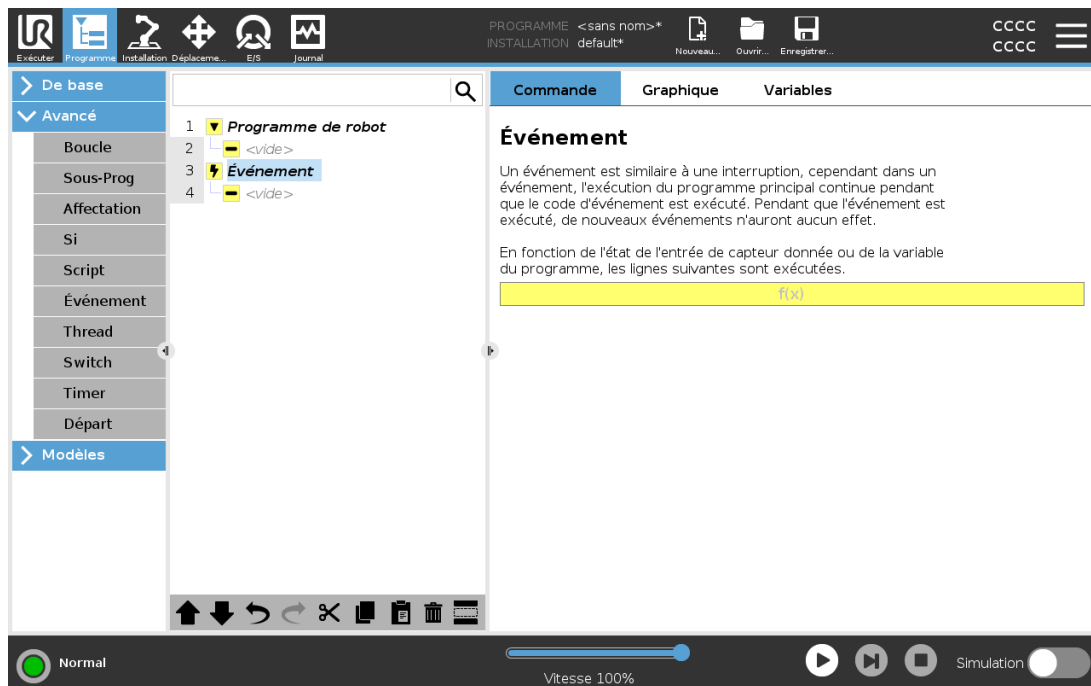 PROGRAMME <sans nom>*
INSTALLATION default*
CCCC
CCCC
Exécuter Programme Installation Déplaceme... E/S Journal
Nouveau... Ouvrir... Enregistrer...
De base
Avancé
Boucle
Sous-Prog
Affectation
Si
Script
Événement
Thread
Switch
Timer
Départ
Modèles
1 Programme de robot
2 <vide>
3 Événement
4 <vide>
Commande Graphique Variables
Événement
Un événement est similaire à une interruption, cependant dans un
événement, l'exécution du programme principal continue pendant
que le code d'événement est exécuté. Pendant que l'événement est
exécuté, de nouveaux événements n'auront aucun effet.
En fonction de l'état de l'entrée de capteur donnée ou de la variable
du programme, les lignes suivantes sont exécutées.
f(x)
Normal
Vitesse 100%
Simulation